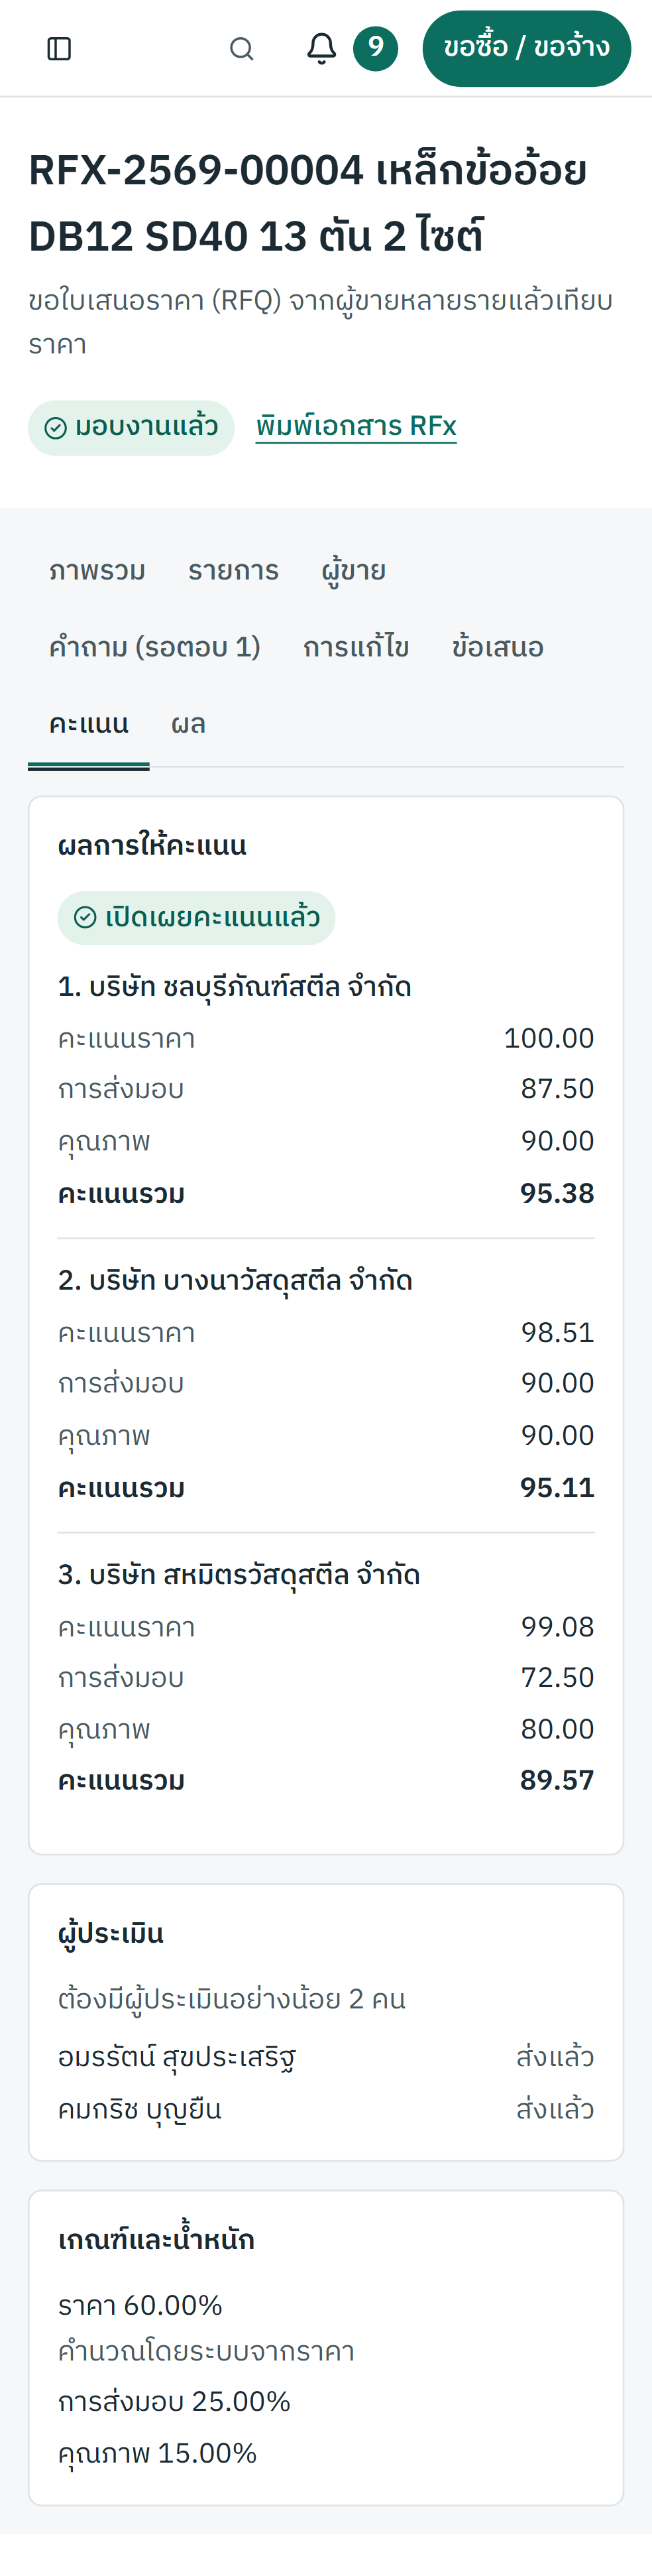 9
ขอซื้อ / ขอจ้าง
RFX-2569-00004 เหล็กข้ออ้อย
DB12 SD40 13 ตัน 2 ไซต์
ขอใบเสนอราคา (RFQ) จากผู้ขายหลายรายแล้วเทียบ
ราคา
มอบงานแล้ว พิมพ์เอกสาร RFx
ภาพรวม รายการ ผู้ขาย
คำถาม (รอตอบ 1) การแก้ไข ข้อเสนอ
คะแนน ผล
ผลการให้คะแนน
เปิดเผยคะแนนแล้ว
1. บริษัท ชลบุรีภัณฑ์สตีล จำกัด
คะแนนราคา 100.00
การส่งมอบ 87.50
คุณภาพ 90.00
คะแนนรวม 95.38
2. บริษัท บางนาวัสดุสตีล จำกัด
คะแนนราคา 98.51
การส่งมอบ 90.00
คุณภาพ 90.00
คะแนนรวม 95.11
3. บริษัท สหมิตรวัสดุสตีล จำกัด
คะแนนราคา 99.08
การส่งมอบ 72.50
คุณภาพ 80.00
คะแนนรวม 89.57
ผู้ประเมิน
ต้องมีผู้ประเมินอย่างน้อย 2 คน
อมรรัตน์ สุขประเสริฐ ส่งแล้ว
คมกริช บุญยืน ส่งแล้ว
เกณฑ์และน้ำหนัก
ราคา 60.00%
คำนวณโดยระบบจากราคา
การส่งมอบ 25.00%
คุณภาพ 15.00%